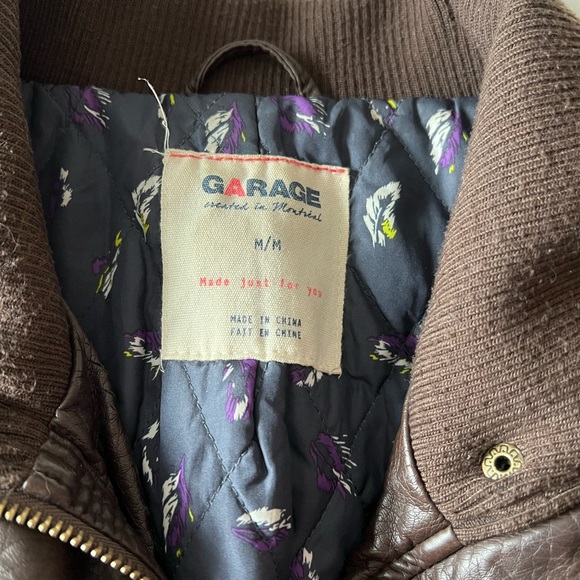 GARAGE
created in Montréal
M/M
Made just for you
MADE IN CHINA
FAIT EN CHINE